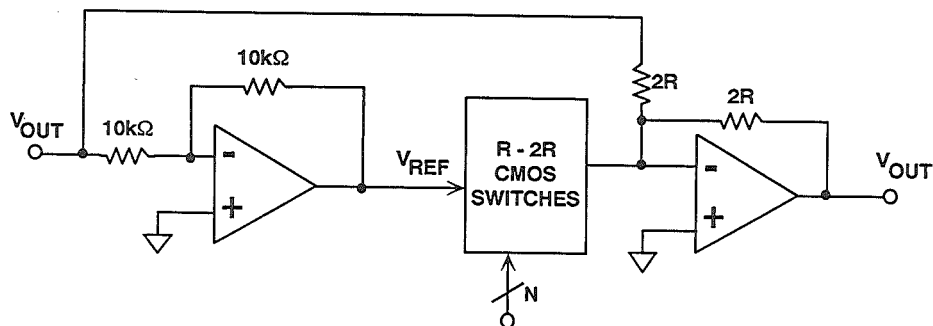 10kΩ
2R
2R
V_OUT
10kΩ
-
+
V_REF
R - 2R
CMOS
SWITCHES
-
+
V_OUT
N